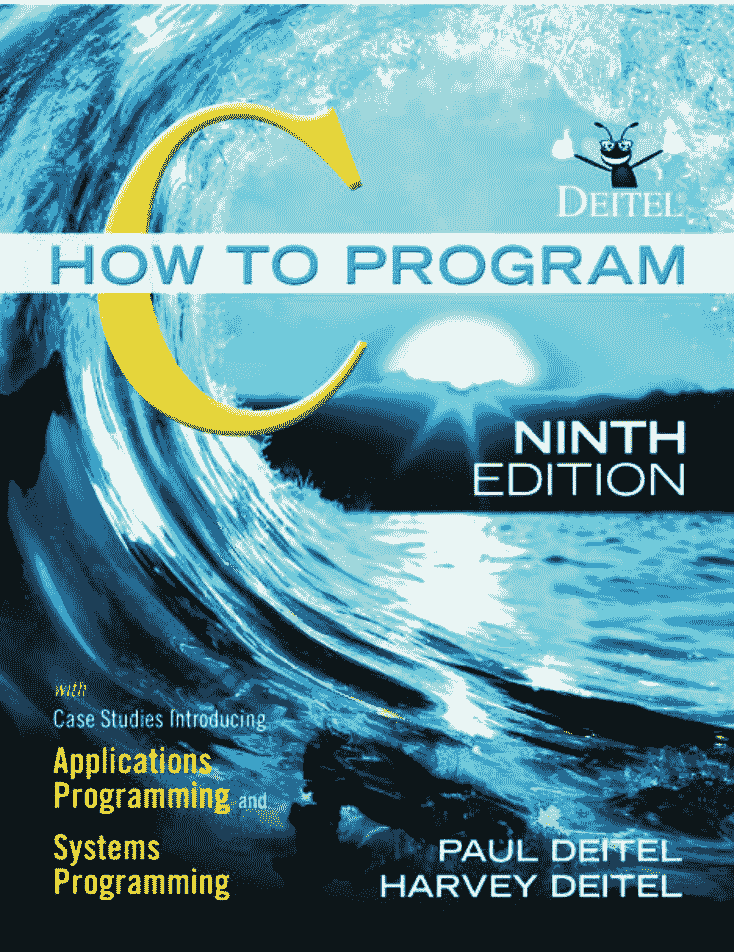 C
DEITEL
HOW TO PROGRAM
NINTH
EDITION
with
Case Studies Introducing
Applications
Programming and
Systems
Programming
PAUL DEITEL
HARVEY DEITEL